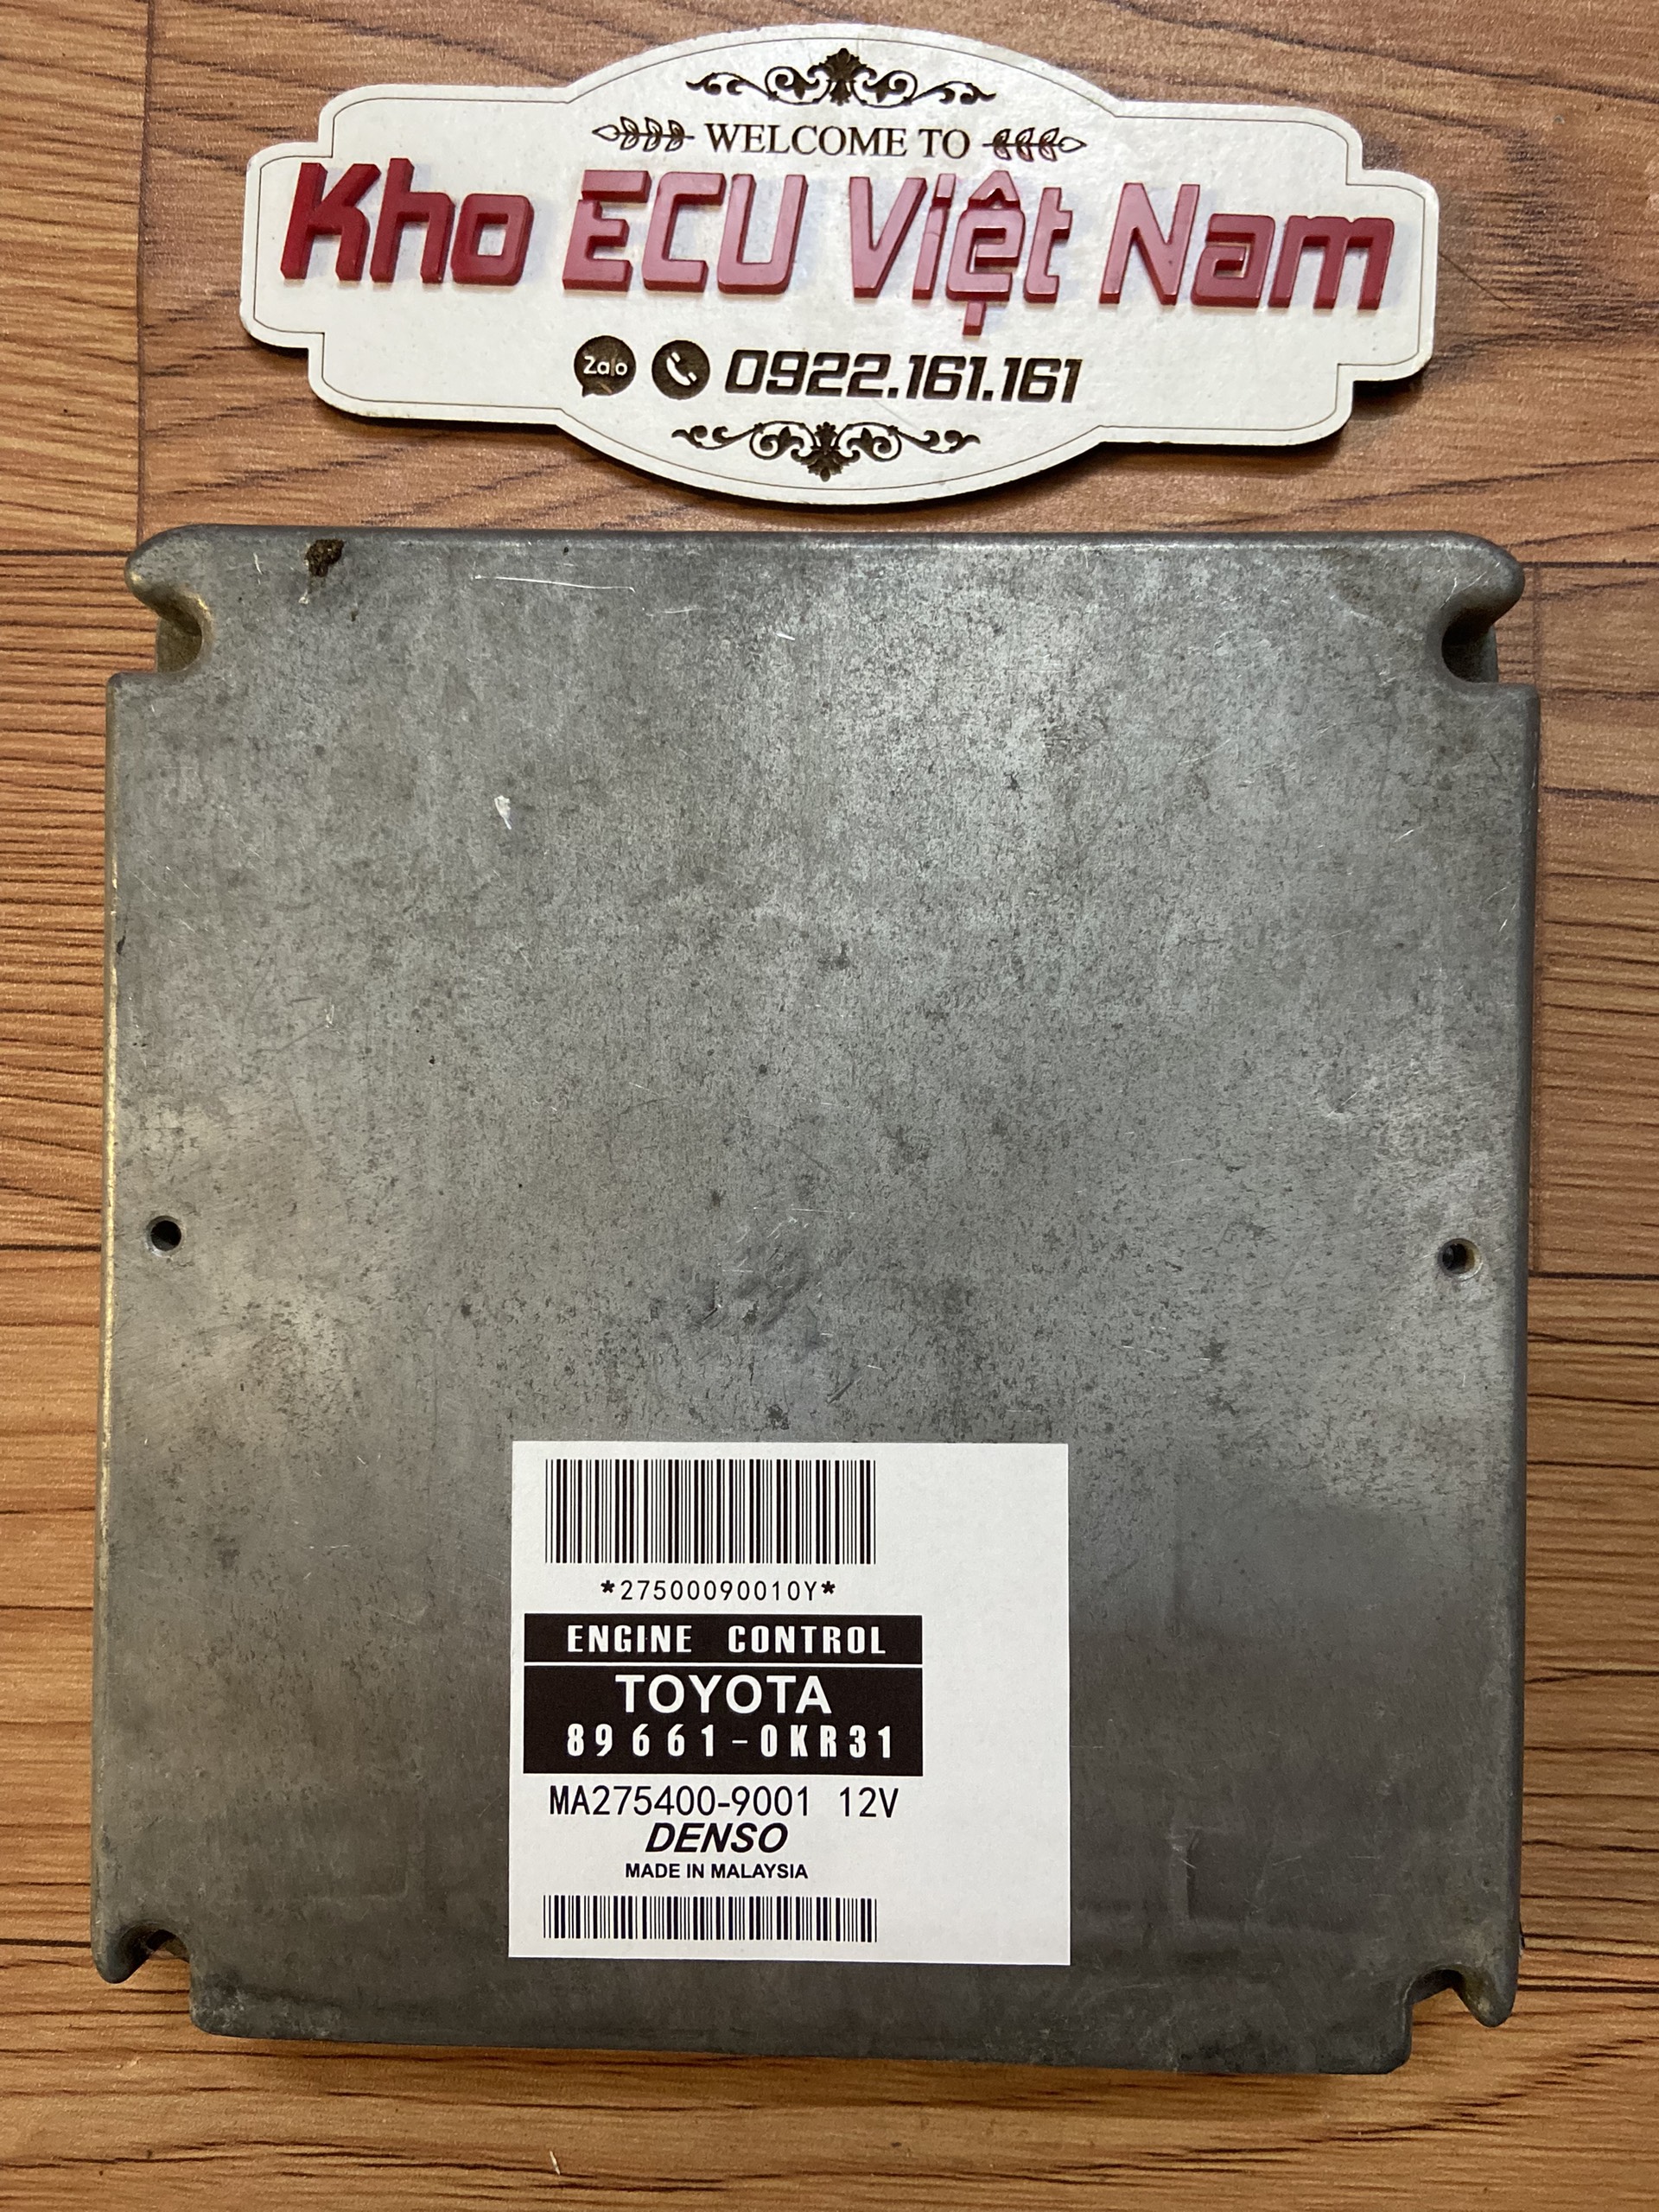 WELCOME TO
Kho ECU Việt Nam
Zalo 0922.161.161
*27500090010Y*
ENGINE CONTROL
TOYOTA
89661-0KR31
MA275400-9001 12V
DENSO
MADE IN MALAYSIA